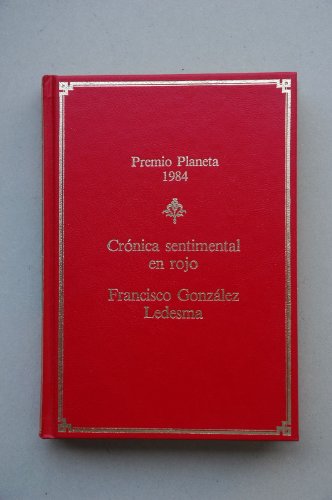 Premio Planeta
1984
Crónica sentimental
en rojo
Francisco González
Ledesma